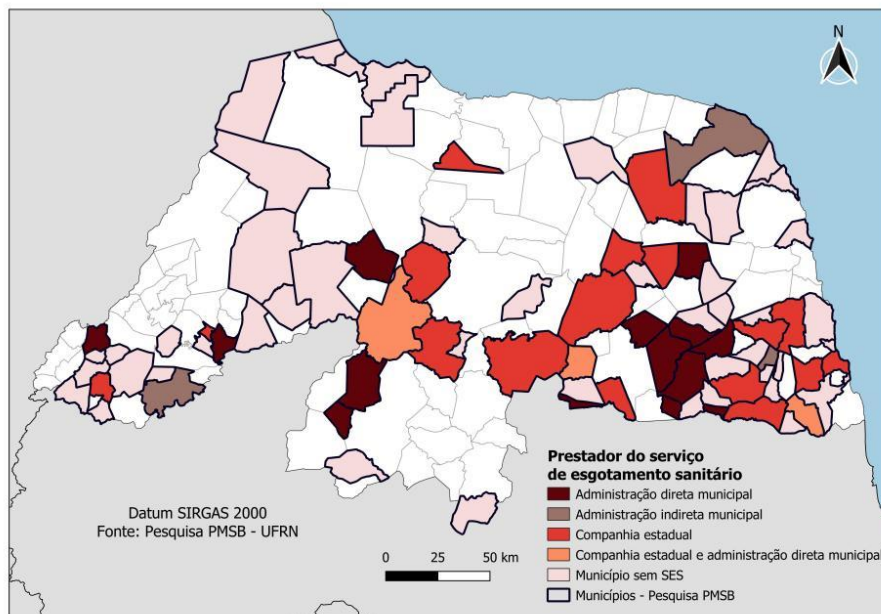 N
Prestador do serviço
de esgotamento sanitário
Administração direta municipal
Administração indireta municipal
Companhia estadual
Companhia estadual e administração direta municipal
Município sem SES
Municípios - Pesquisa PMSB
Datum SIRGAS 2000
Fonte: Pesquisa PMSB - UFRN
0 25 50 km